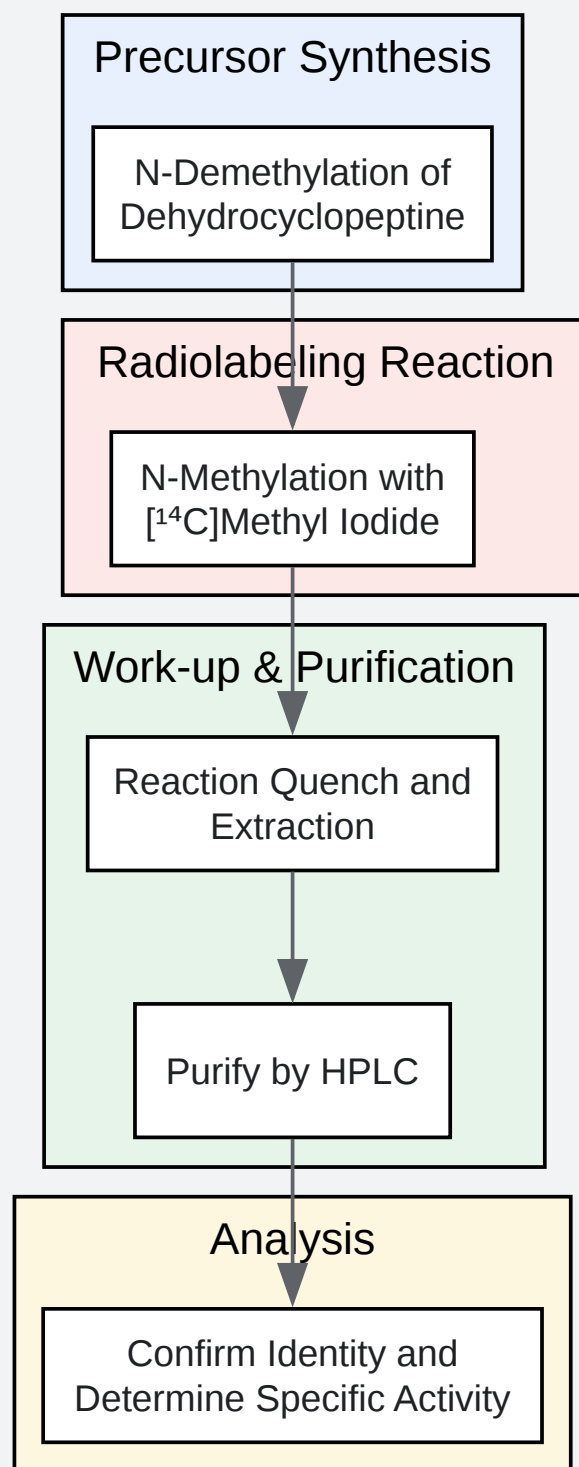 Precursor Synthesis
N-Demethylation of
Dehydrocyclopeptine
Radiolabeling Reaction
N-Methylation with
[¹⁴C]Methyl Iodide
Work-up & Purification
Reaction Quench and
Extraction
Purify by HPLC
Analysis
Confirm Identity and
Determine Specific Activity